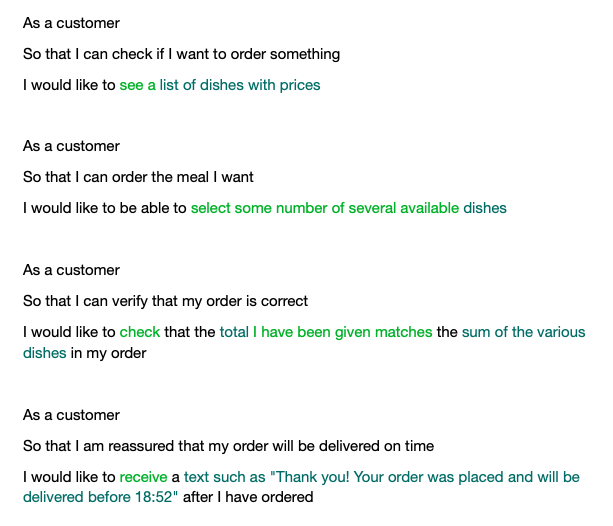 As a customer
So that I can check if I want to order something
I would like to see a list of dishes with prices
As a customer
So that I can order the meal I want
I would like to be able to select some number of several available dishes
As a customer
So that I can verify that my order is correct
I would like to check that the total I have been given matches the sum of the various
dishes in my order
As a customer
So that I am reassured that my order will be delivered on time
I would like to receive a text such as "Thank you! Your order was placed and will be
delivered before 18:52" after I have ordered